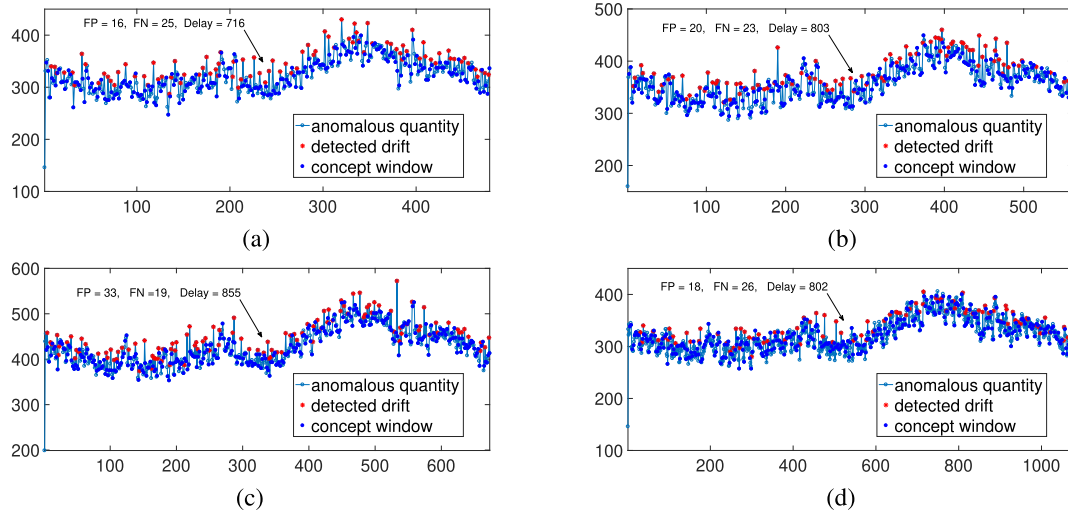 FP = 16, FN = 25, Delay = 716
400
300
200
100
anomalous quantity
detected drift
concept window
100 200 300 400
(a)
500
FP = 20, FN = 23, Delay = 803
400
300
200
anomalous quantity
detected drift
concept window
100 200 300 400 500
(b)
600
FP = 33, FN =19, Delay = 855
500
400
300
200
anomalous quantity
detected drift
concept window
100 200 300 400 500 600
(c)
FP = 18, FN = 26, Delay = 802
400
300
200
100
anomalous quantity
detected drift
concept window
200 400 600 800 1000
(d)